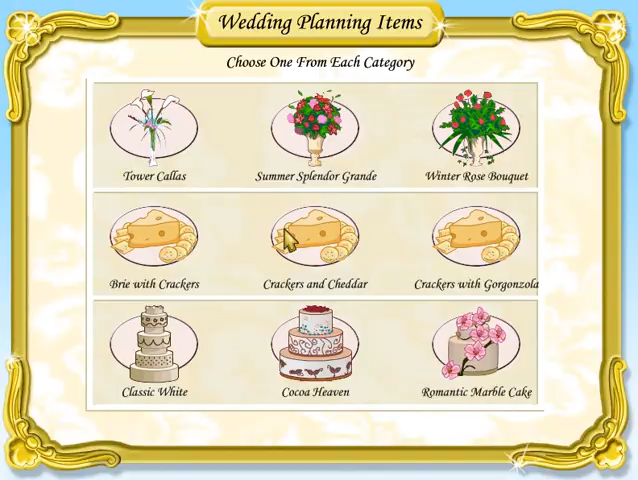 Wedding Planning Items
Choose One From Each Category
Tower Callas
Summer Splendor Grande
Winter Rose Bouquet
Brie with Crackers
Crackers and Cheddar
Crackers with Gorgonzola
Classic White
Cocoa Heaven
Romantic Marble Cake